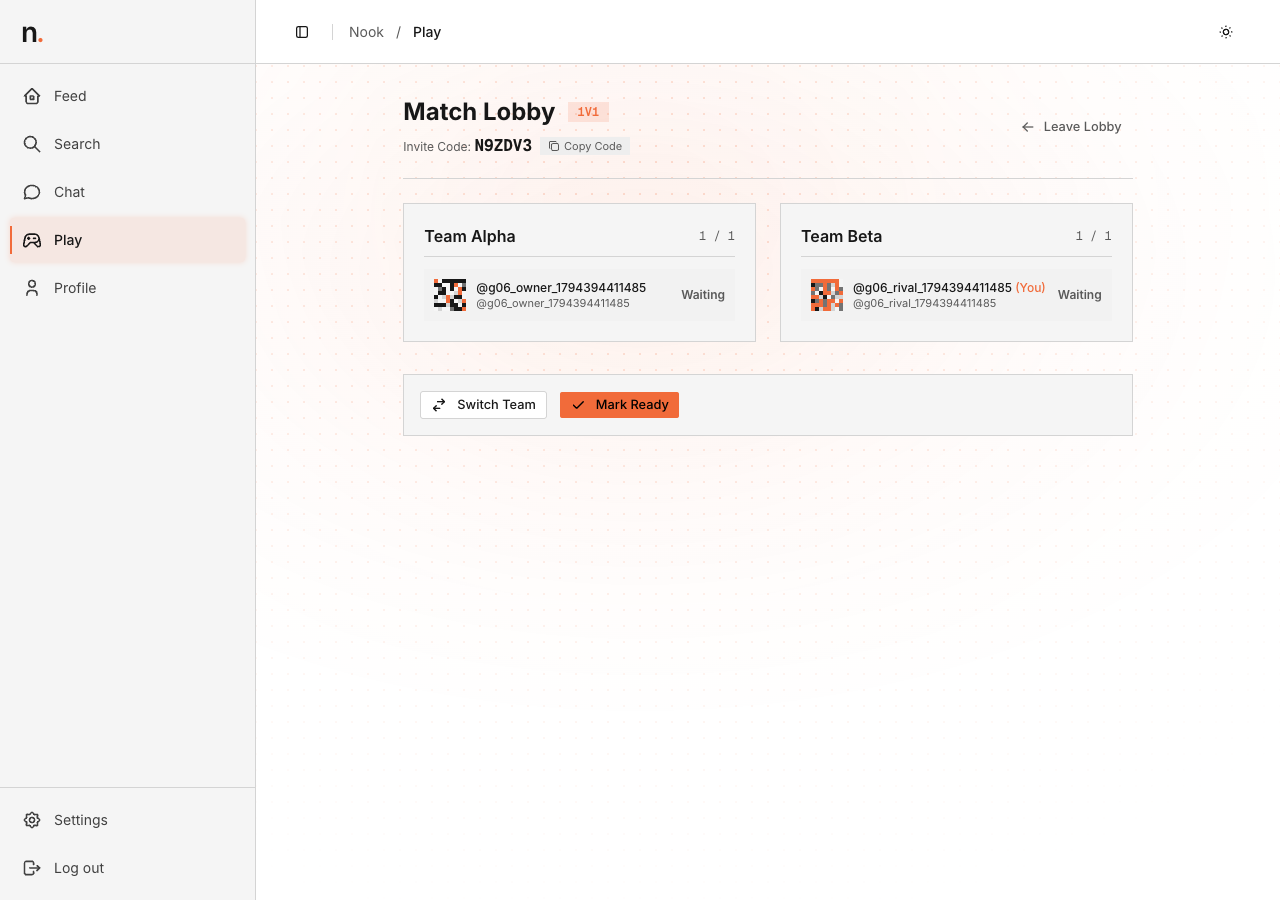 n.
Nook / Play
Feed
Search
Chat
Play
Profile
Settings
Log out
Match Lobby 1V1
Invite Code: N9ZDV3 Copy Code
Leave Lobby
Team Alpha 1 / 1
@g06_owner_1794394411485
@g06_owner_1794394411485
Waiting
Team Beta 1 / 1
@g06_rival_1794394411485 (You)
@g06_rival_1794394411485
Waiting
Switch Team
Mark Ready